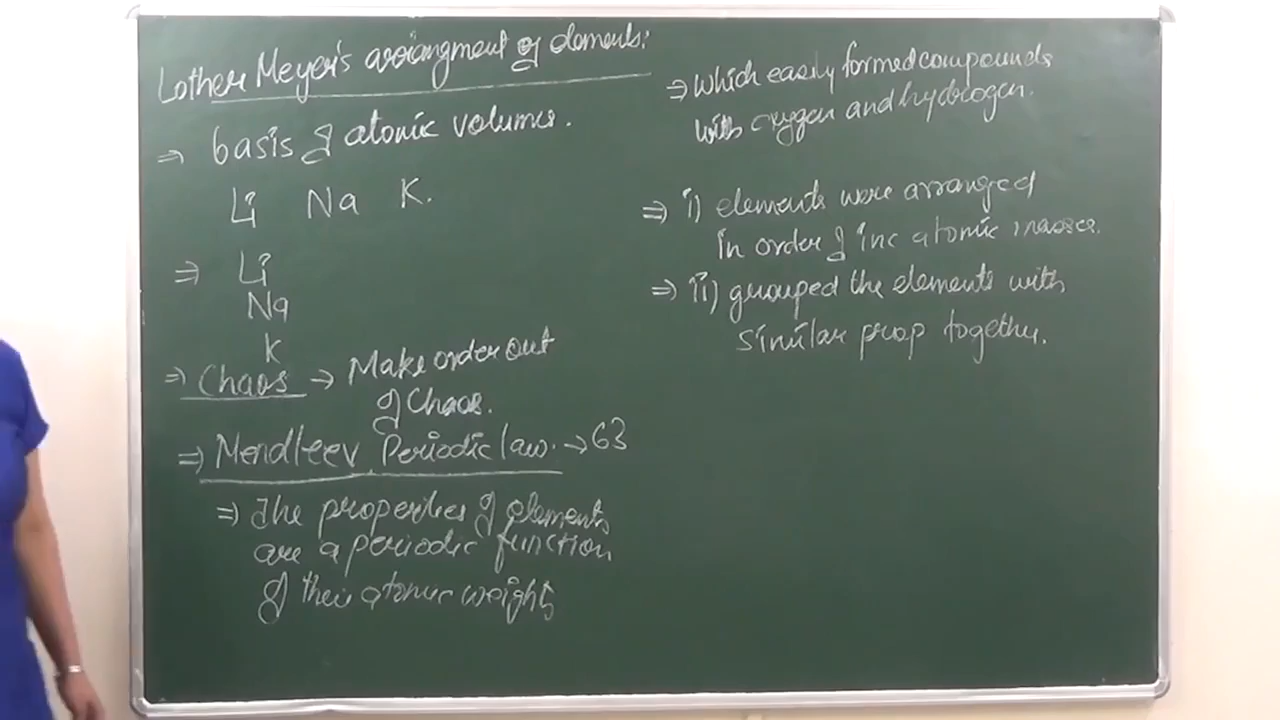 Lother Meyer's arrangment of elements:
⇒ basis of atomic volumes.
Li Na K.
⇒ Li
Na
K
⇒ Chaos → Make order out
of Chaos.
⇒ Mendleev Periodic law. → 63
⇒ The properties of elements
are a periodic function
of their atomic weights
⇒ which easily formed compounds
with oxygen and hydrogen.
⇒ i) elements were arranged
in order of inc atomic masses.
⇒ ii) grouped the elements with
similar prop together.